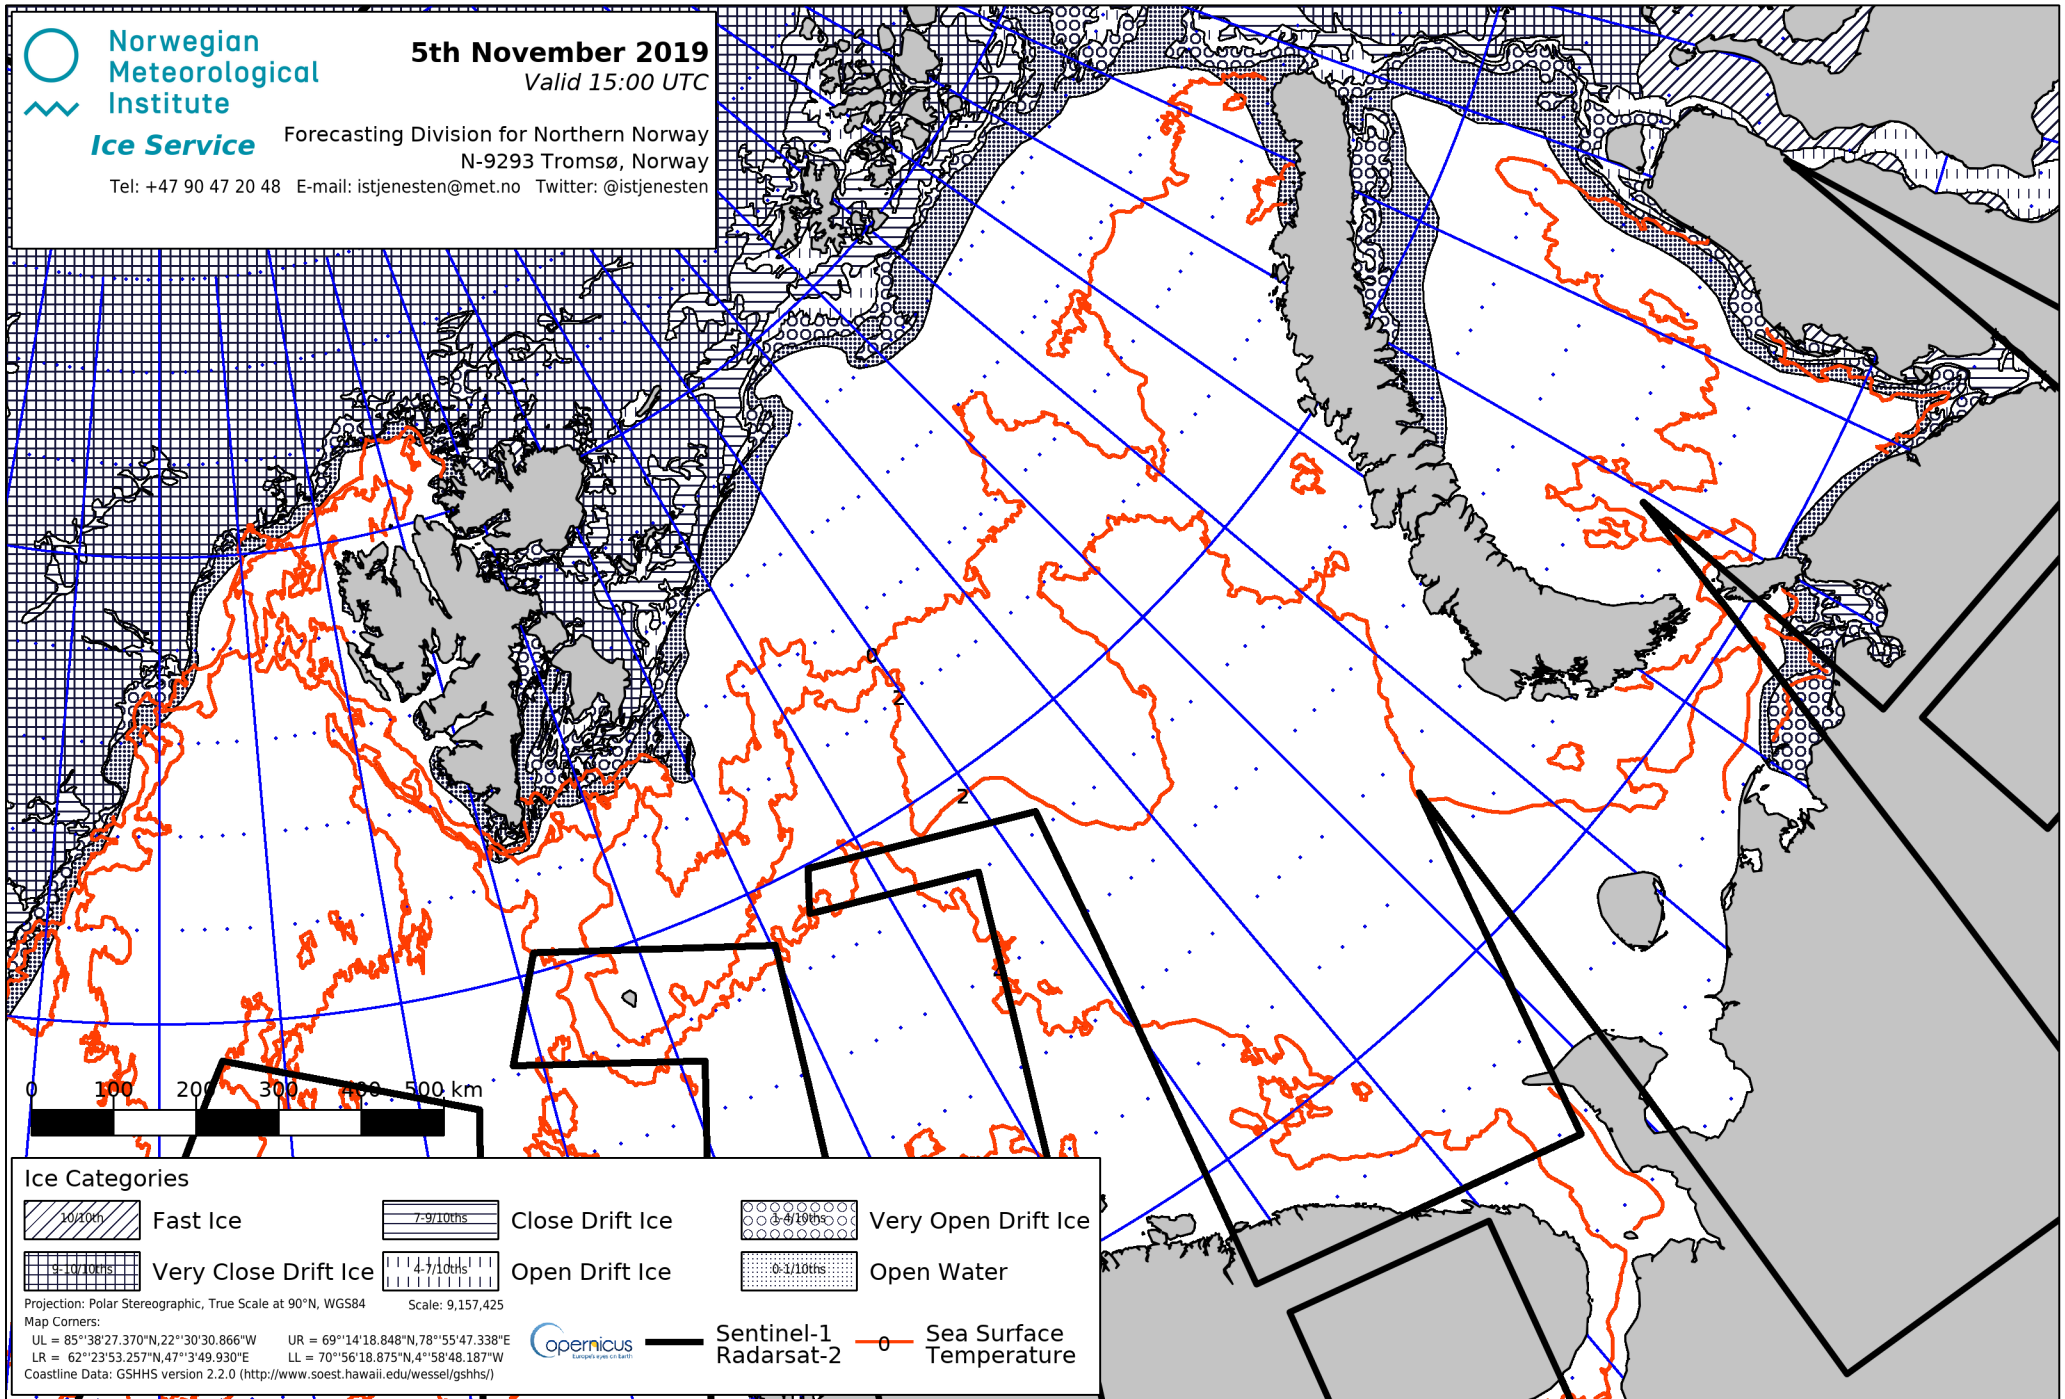 Norwegian
Meteorological
Institute
Ice Service
5th November 2019
Valid 15:00 UTC
Forecasting Division for Northern Norway
N-9293 Tromsø, Norway
Tel: +47 90 47 20 48 E-mail: istjenesten@met.no Twitter: @istjenesten
0
2
2
0 100 200 300 400 500 km
Ice Categories
10/10th Fast Ice
7-9/10ths Close Drift Ice
1-4/10ths Very Open Drift Ice
9-10/10ths Very Close Drift Ice
4-7/10ths Open Drift Ice
0-1/10ths Open Water
Projection: Polar Stereographic, True Scale at 90°N, WGS84 Scale: 9,157,425
Map Corners:
UL = 85°'38'27.370"N,22°'30'30.866"W UR = 69°'14'18.848"N,78°'55'47.338"E
LR = 62°'23'53.257"N,47°'3'49.930"E LL = 70°'56'18.875"N,4°'58'48.187"W
Coastline Data: GSHHS version 2.2.0 (http://www.soest.hawaii.edu/wessel/gshhs/)
Copernicus
Europe's eyes on Earth
Sentinel-1
Radarsat-2
0
Sea Surface
Temperature